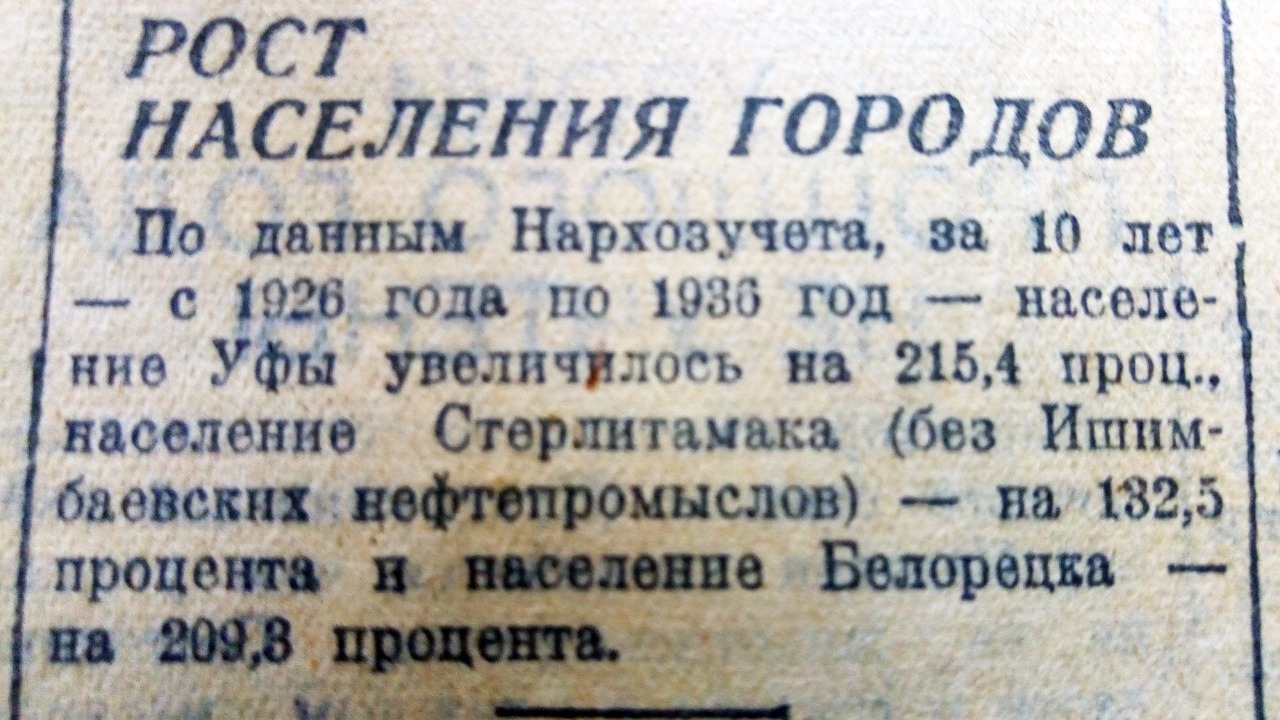 РОСТ
НАСЕЛЕНИЯ ГОРОДОВ
По данным Нархозучета, за 10 лет
— с 1926 года по 1936 год — населе-
ние Уфы увеличилось на 215,4 проц.,
население Стерлитамака (без Ишим-
баевских нефтепромыслов) — на 132,5
процента и население Белорецка —
на 209,8 процента.